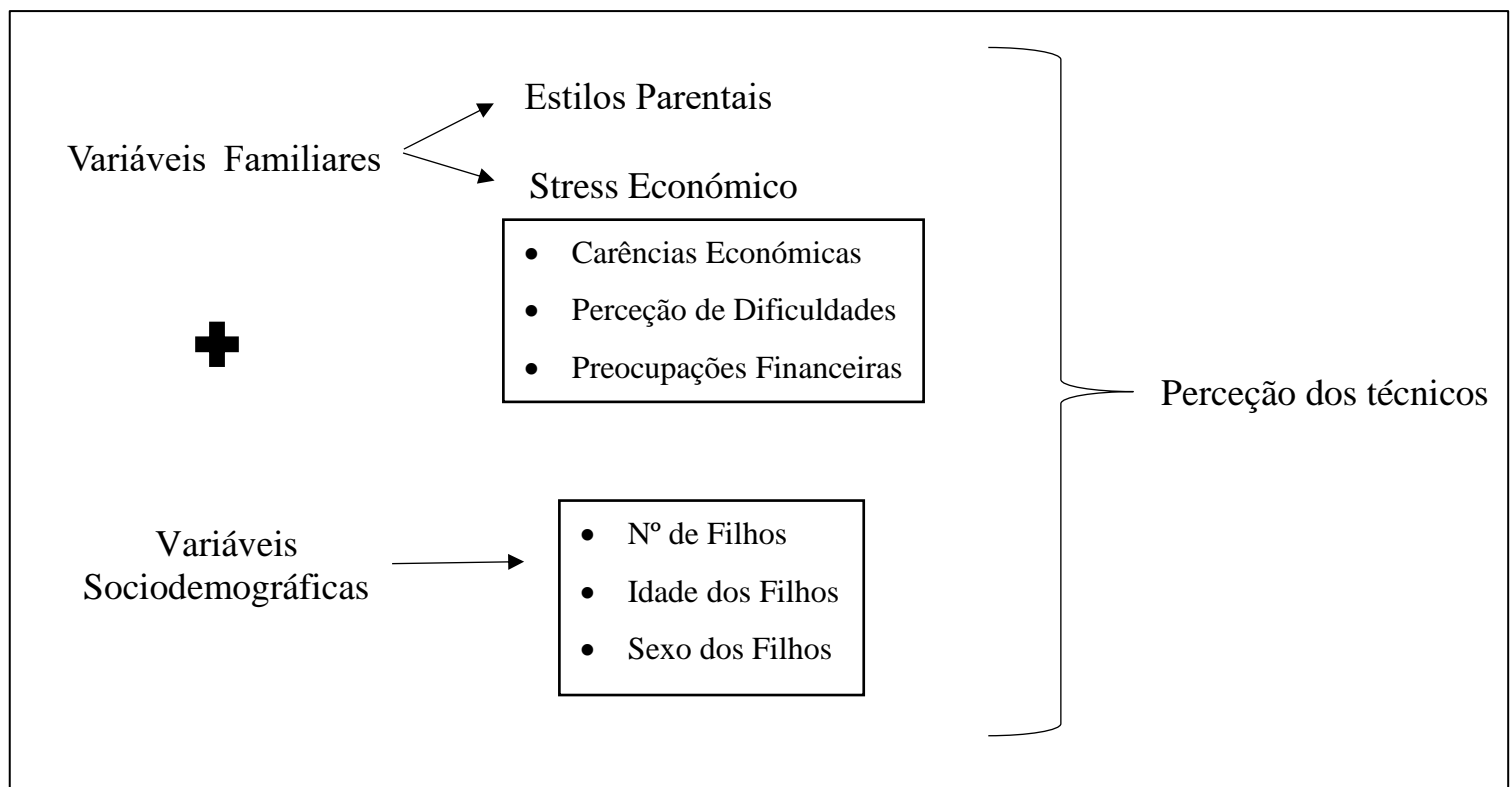 Estilos Parentais
Variáveis Familiares
Stress Económico
• Carências Económicas
• Perceção de Dificuldades
• Preocupações Financeiras
Perceção dos técnicos
Variáveis
Sociodemográficas
• Nº de Filhos
• Idade dos Filhos
• Sexo dos Filhos